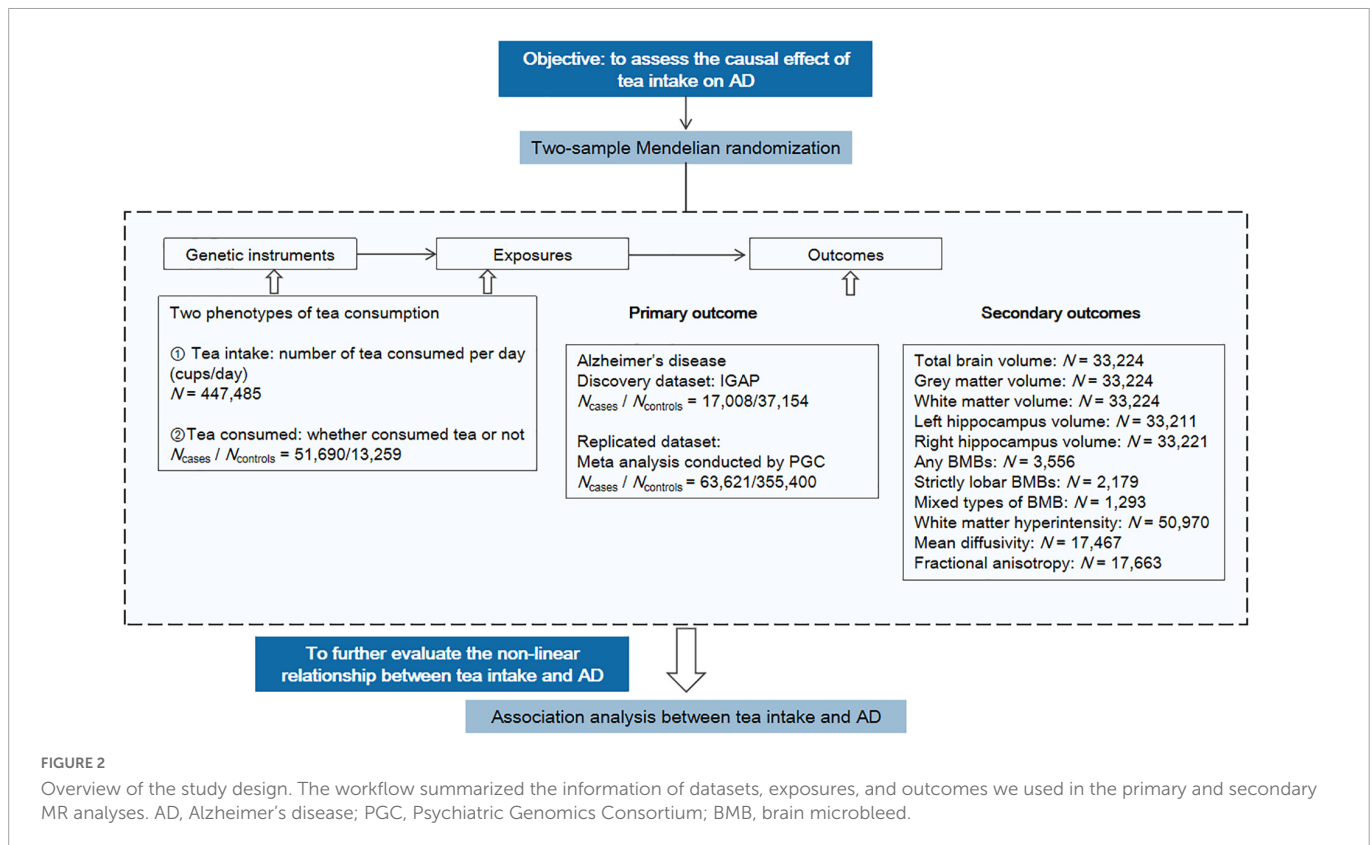 Objective: to assess the causal effect of
tea intake on AD
Two-sample Mendelian randomization
Genetic instruments
Exposures
Outcomes
Two phenotypes of tea consumption
① Tea intake: number of tea consumed per day
(cups/day)
N = 447,485
②Tea consumed: whether consumed tea or not
Ncases / Ncontrols = 51,690/13,259
Primary outcome
Alzheimer's disease
Discovery dataset: IGAP
Ncases / Ncontrols = 17,008/37,154
Replicated dataset:
Meta analysis conducted by PGC
Ncases / Ncontrols = 63,621/355,400
Secondary outcomes
Total brain volume: N = 33,224
Grey matter volume: N = 33,224
White matter volume: N = 33,224
Left hippocampus volume: N = 33,211
Right hippocampus volume: N = 33,221
Any BMBs: N = 3,556
Strictly lobar BMBs: N = 2,179
Mixed types of BMB: N = 1,293
White matter hyperintensity: N = 50,970
Mean diffusivity: N = 17,467
Fractional anisotropy: N = 17,663
To further evaluate the non-linear
relationship between tea intake and AD
Association analysis between tea intake and AD
FIGURE 2
Overview of the study design. The workflow summarized the information of datasets, exposures, and outcomes we used in the primary and secondary
MR analyses. AD, Alzheimer's disease; PGC, Psychiatric Genomics Consortium; BMB, brain microbleed.